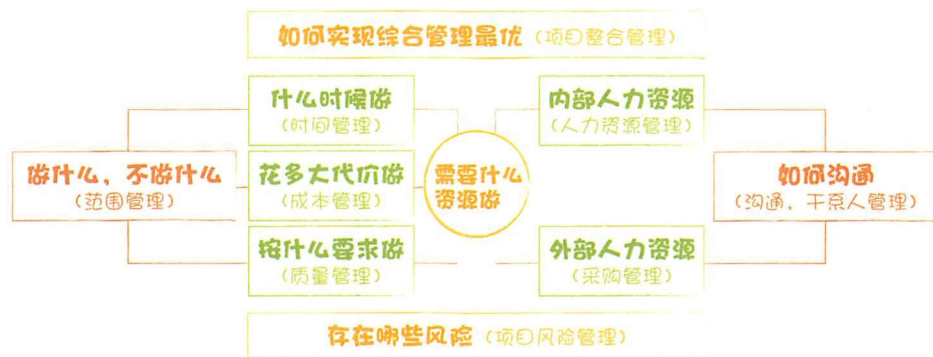 如何实现综合管理最优（项目整合管理）
什么时候做
（时间管理）
内部人力资源
（人力资源管理）
做什么，不做什么
（范围管理）
花多大代价做
（成本管理）
需要什么
资源做
如何沟通
（沟通，干系人管理）
按什么要求做
（质量管理）
外部人力资源
（采购管理）
存在哪些风险（项目风险管理）